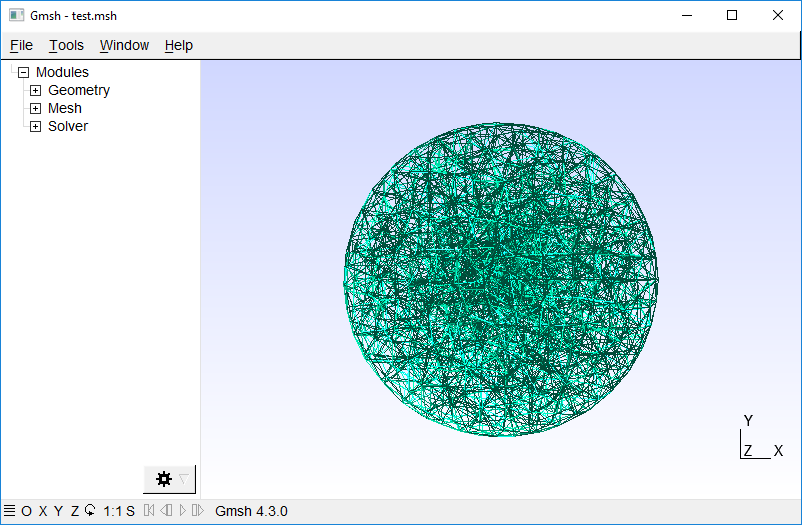 Gmsh - test.msh
File Tools Window Help
Modules
Geometry
Mesh
Solver
Y
Z X
O X Y Z 1:1 S Gmsh 4.3.0